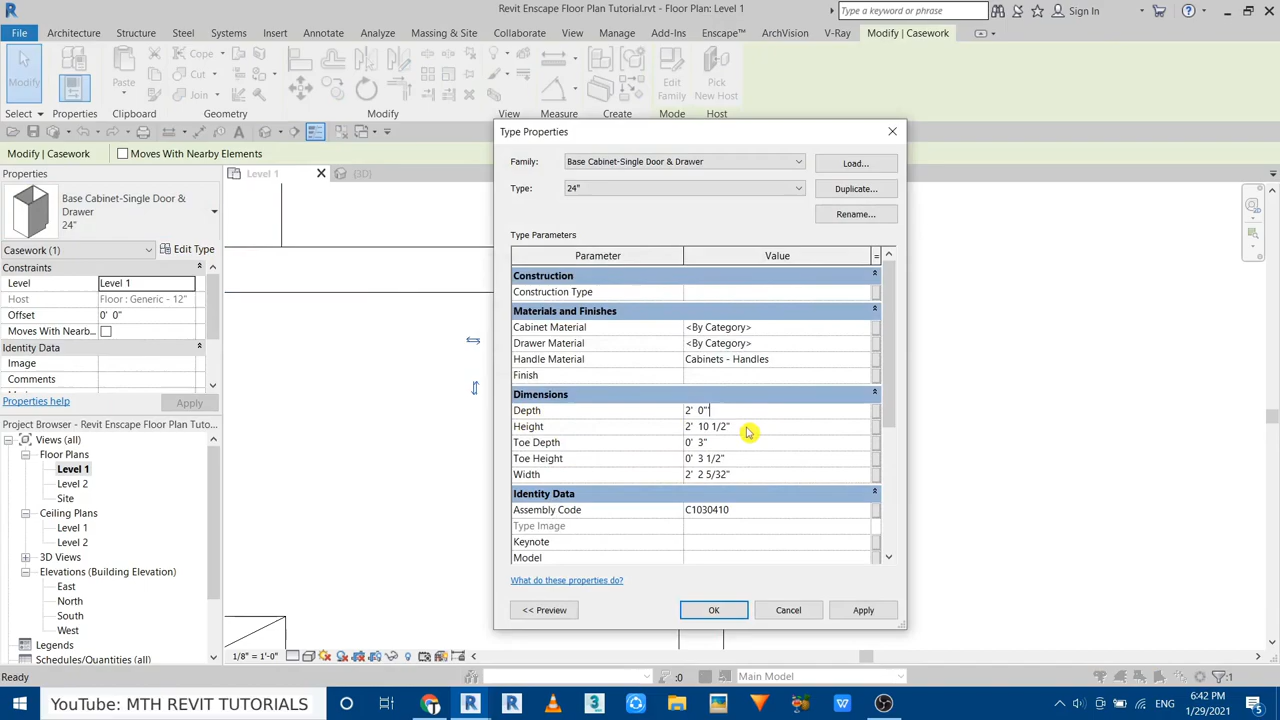 Revit Enscape Floor Plan Tutorial.rvt - Floor Plan: Level 1
Type a keyword or phrase
Sign In
File Architecture Structure Steel Systems Insert Annotate Analyze Massing & Site Collaborate View Manage Add-Ins Enscape™ ArchVision V-Ray Modify | Casework
Modify
Paste
Cope
Cut
Join
Edit Family
Pick New Host
Select Properties Clipboard Geometry Modify View Measure Create Mode Host
Modify | Casework Moves With Nearby Elements
Properties
Level 1
(3D)
Base Cabinet-Single Door & Drawer
24"
Casework (1) Edit Type
Constraints
Level Level 1
Host Floor : Generic - 12"
Offset 0' 0"
Moves With Nearb...
Identity Data
Image
Comments
Properties help Apply
Project Browser - Revit Enscape Floor Plan Tuto...
Views (all)
Floor Plans
Level 1
Level 2
Site
Ceiling Plans
Level 1
Level 2
3D Views
Elevations (Building Elevation)
East
North
South
West
Legends
Schedules/Quantities (all)
Type Properties
Family: Base Cabinet-Single Door & Drawer Load...
Type: 24" Duplicate...
Rename...
Type Parameters
Parameter Value =
Construction
Construction Type
Materials and Finishes
Cabinet Material <By Category>
Drawer Material <By Category>
Handle Material Cabinets - Handles
Finish
Dimensions
Depth 2' 0"
Height 2' 10 1/2"
Toe Depth 0' 3"
Toe Height 0' 3 1/2"
Width 2' 2 5/32"
Identity Data
Assembly Code C1030410
Type Image
Keynote
Model
What do these properties do?
<< Preview OK Cancel Apply
1/8" = 1'-0"
Ready :0 Main Model :1
YouTube: MTH REVIT TUTORIALS
6:42 PM
1/29/2021